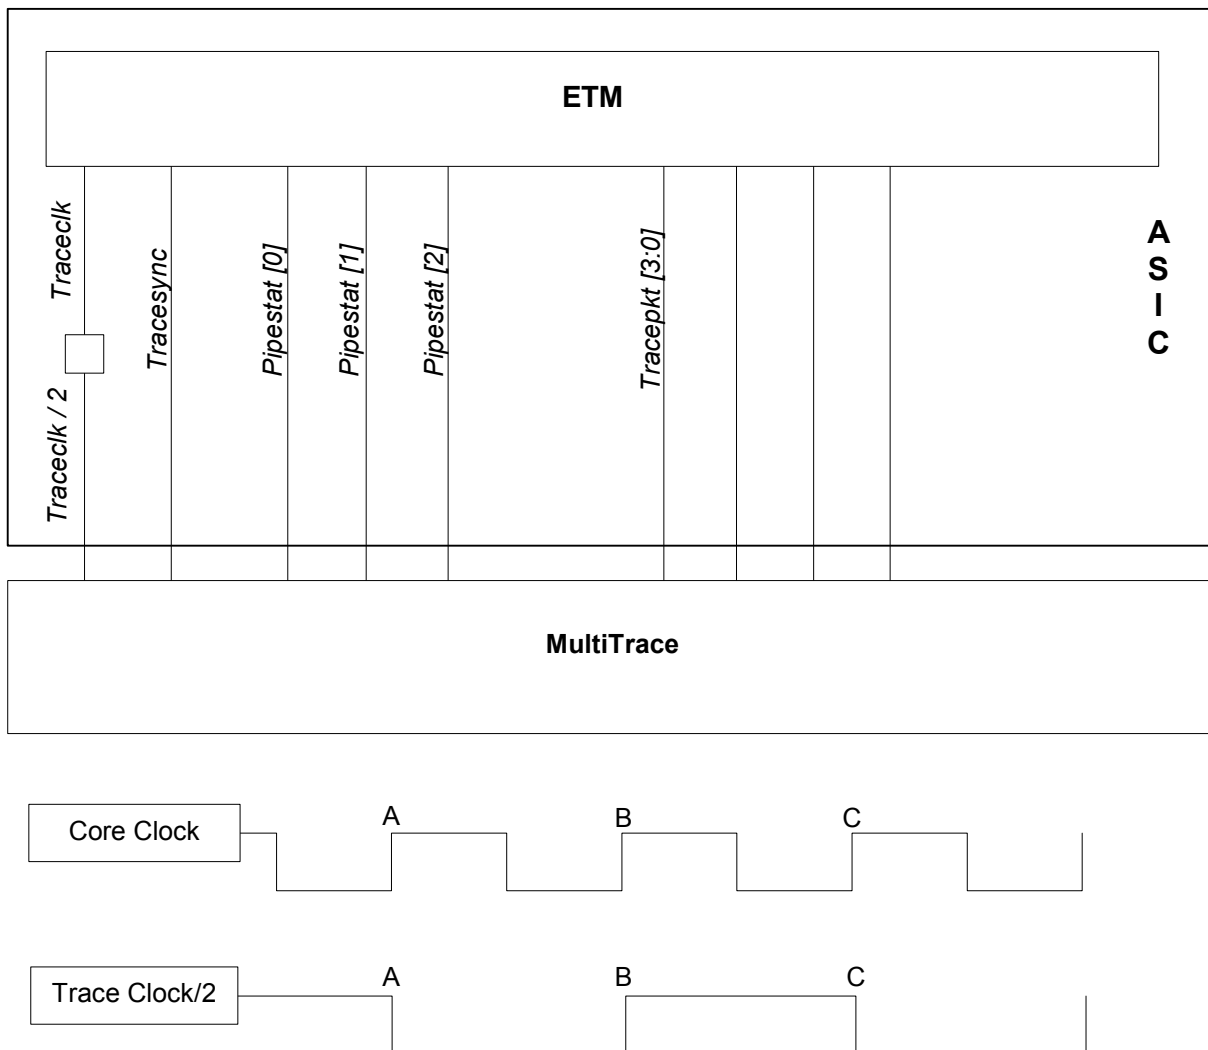 ETM
Traceclk
Traceclk / 2
Tracesync
Pipestat [0]
Pipestat [1]
Pipestat [2]
Tracepkt [3:0]
A
S
I
C
MultiTrace
Core Clock
A
B
C
Trace Clock/2
A
B
C